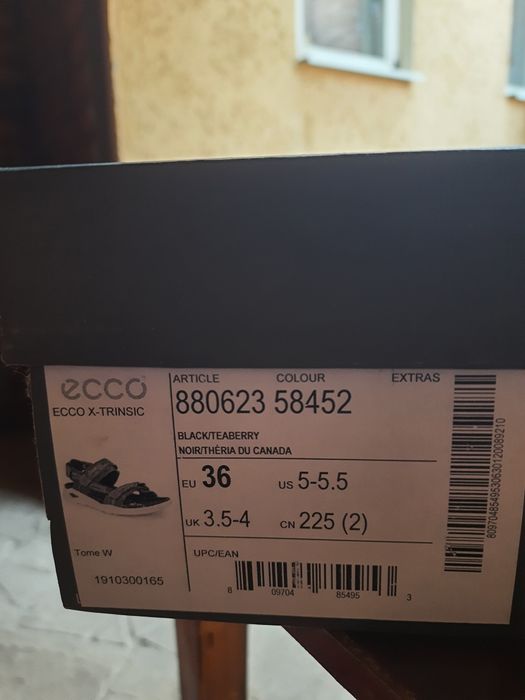 ecco
ECCO X-TRINSIC
ARTICLE COLOUR EXTRAS
880623 58452
BLACK/TEABERRY
NOIR/THÉRIA DU CANADA
EU 36 US 5-5.5
UK 3.5-4 CN 225 (2)
Tome W
1910300165
UPC/EAN
8 09704 85495 3
8097048549530630120089210